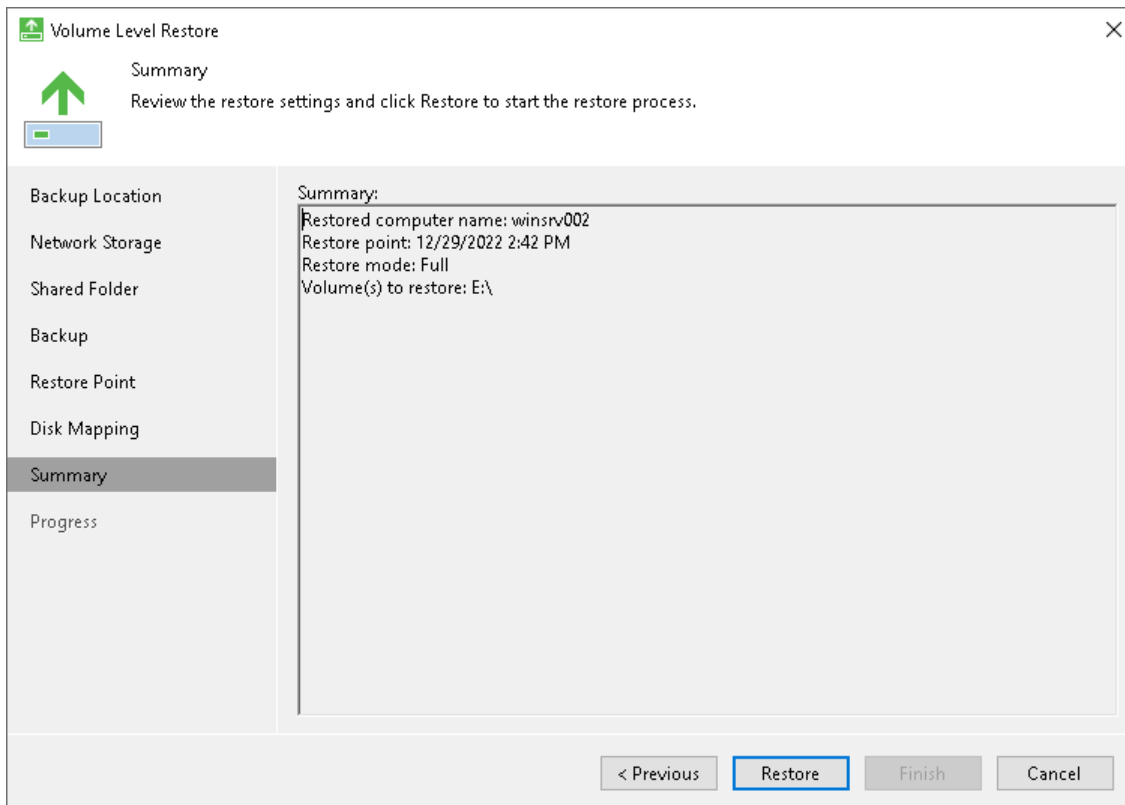 Volume Level Restore
Summary
Review the restore settings and click Restore to start the restore process.
Backup Location
Network Storage
Shared Folder
Backup
Restore Point
Disk Mapping
Summary
Progress
Summary:
Restored computer name: winsrv002
Restore point: 12/29/2022 2:42 PM
Restore mode: Full
Volume(s) to restore: E:\
< Previous
Restore
Finish
Cancel